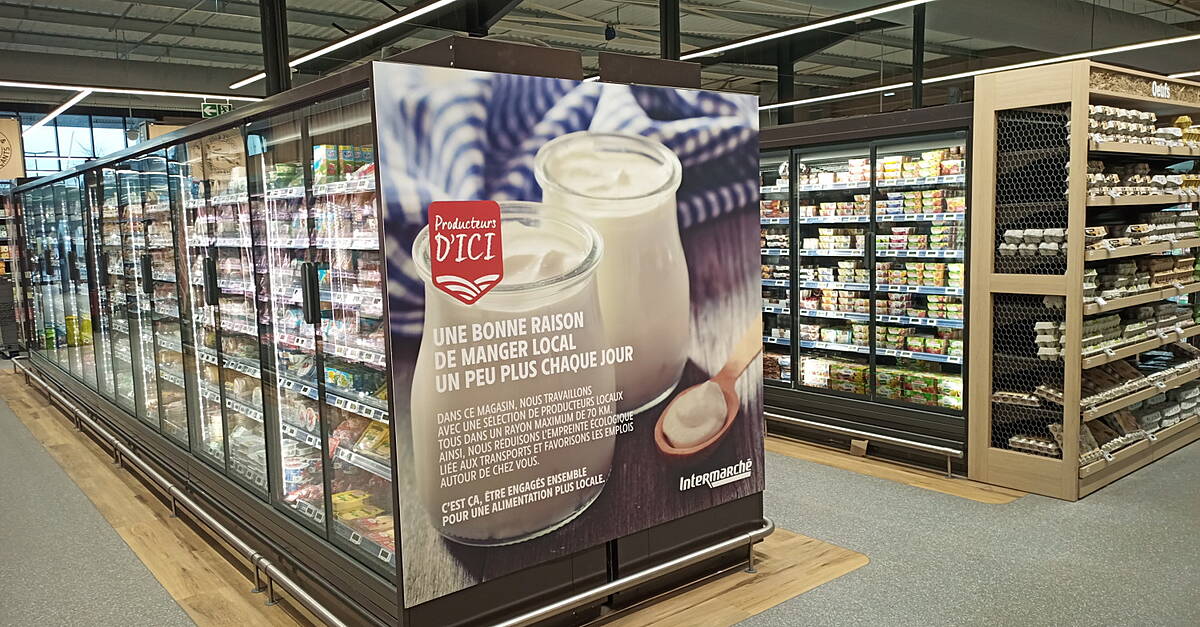 Oeufs
Producteurs
D'ICI
UNE BONNE RAISON
DE MANGER LOCAL
UN PEU PLUS CHAQUE JOUR
DANS CE MAGASIN, NOUS TRAVAILLONS
AVEC UNE SÉLECTION DE PRODUCTEURS LOCAUX
TOUS DANS UN RAYON MAXIMUM DE 70 KM.
AINSI, NOUS RÉDUISONS L'EMPREINTE ÉCOLOGIQUE
LIÉE AUX TRANSPORTS ET FAVORISONS LES EMPLOIS
AUTOUR DE CHEZ VOUS.
C'EST ÇA, ÊTRE ENGAGÉS ENSEMBLE
POUR UNE ALIMENTATION PLUS LOCALE.
Intermarché